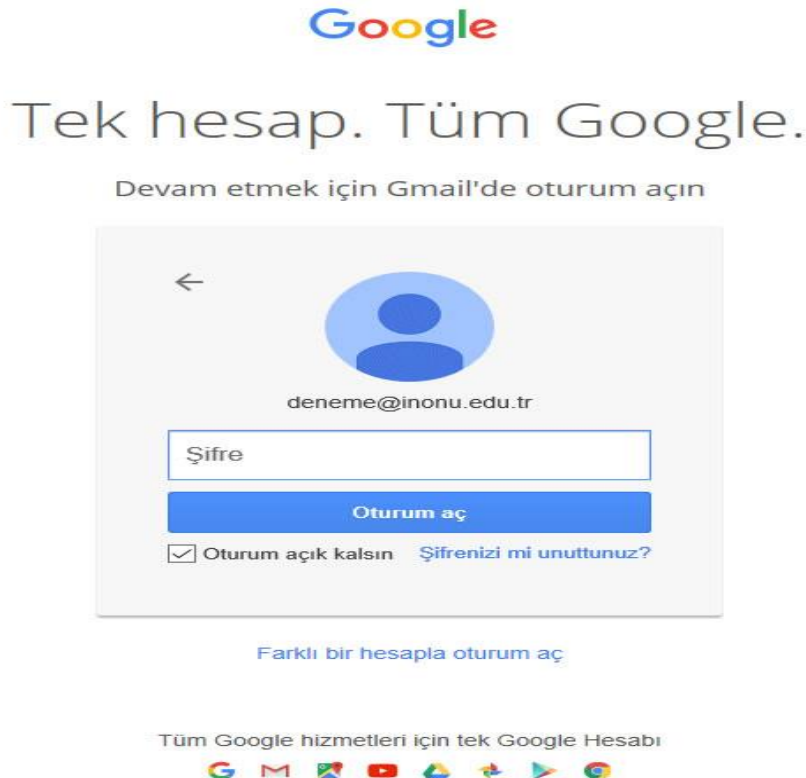 Google
Tek hesap. Tüm Google.
Devam etmek için Gmail'de oturum açın
deneme@inonu.edu.tr
Şifre
Oturum aç
Oturum açık kalsın Şifrenizi mi unuttunuz?
Farklı bir hesapla oturum aç
Tüm Google hizmetleri için tek Google Hesabı